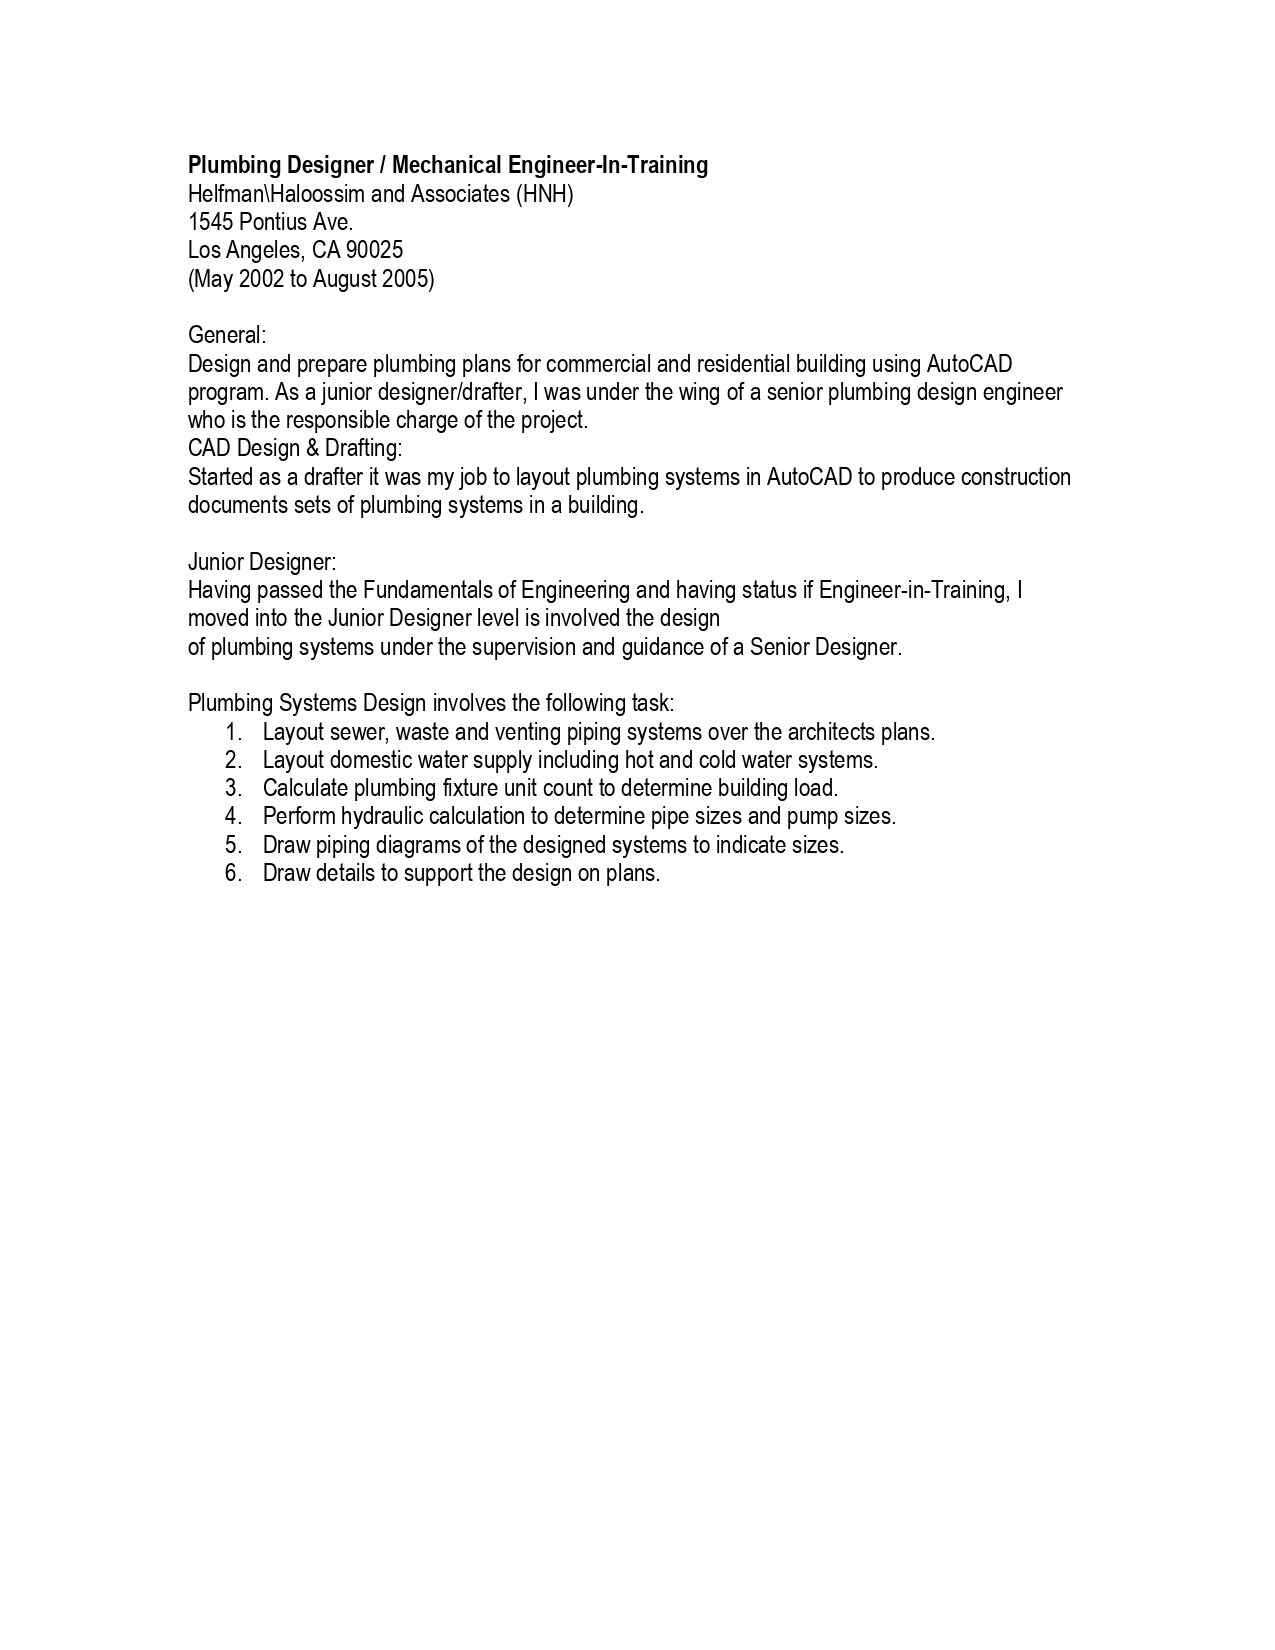 Plumbing Designer / Mechanical Engineer-In-Training
Helfman\Haloossim and Associates (HNH)
1545 Pontius Ave.
Los Angeles, CA 90025
(May 2002 to August 2005)
General:
Design and prepare plumbing plans for commercial and residential building using AutoCAD
program. As a junior designer/drafter, I was under the wing of a senior plumbing design engineer
who is the responsible charge of the project.
CAD Design & Drafting:
Started as a drafter it was my job to layout plumbing systems in AutoCAD to produce construction
documents sets of plumbing systems in a building.
Junior Designer:
Having passed the Fundamentals of Engineering and having status if Engineer-in-Training, I
moved into the Junior Designer level is involved the design
of plumbing systems under the supervision and guidance of a Senior Designer.
Plumbing Systems Design involves the following task:
1. Layout sewer, waste and venting piping systems over the architects plans.
2. Layout domestic water supply including hot and cold water systems.
3. Calculate plumbing fixture unit count to determine building load.
4. Perform hydraulic calculation to determine pipe sizes and pump sizes.
5. Draw piping diagrams of the designed systems to indicate sizes.
6. Draw details to support the design on plans.